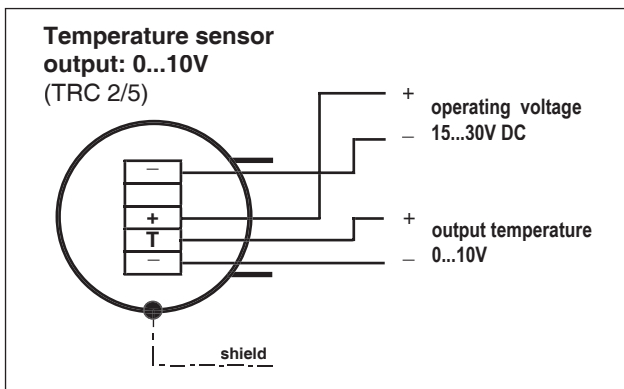 Temperature sensor
output: 0...10V
(TRC 2/5)
+
operating voltage
– 15...30V DC
–
+
T
–
+
output temperature
– 0...10V
shield